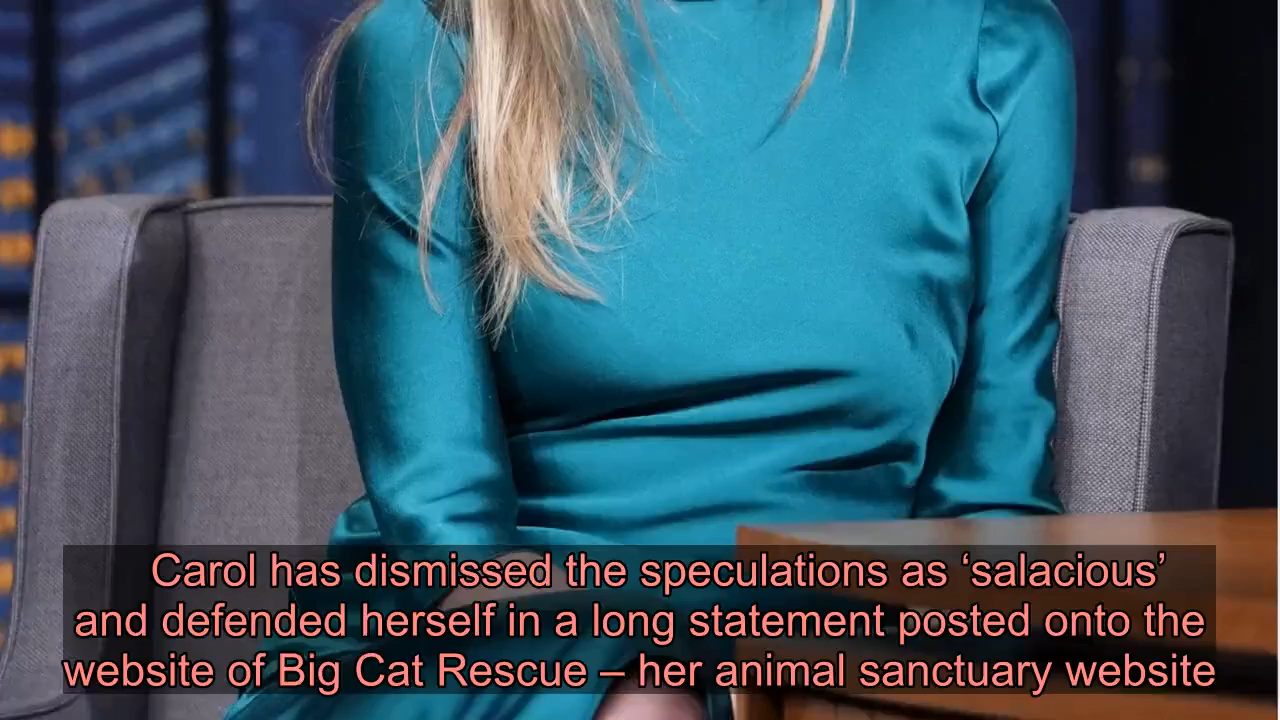 Carol has dismissed the speculations as ‘salacious’
and defended herself in a long statement posted onto the
website of Big Cat Rescue – her animal sanctuary website